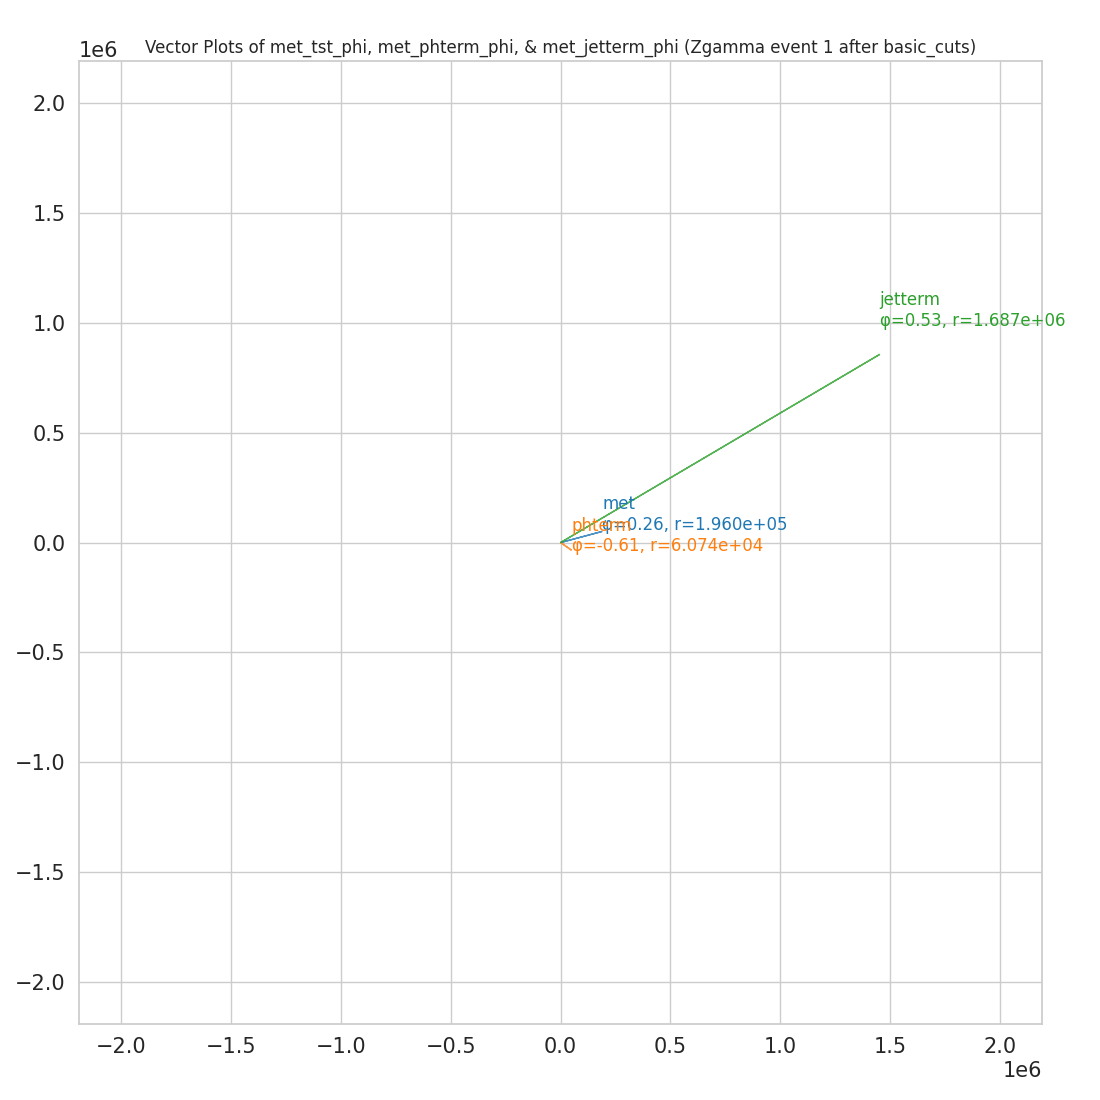 1e6
Vector Plots of met_tst_phi, met_phterm_phi, & met_jetterm_phi (Zgamma event 1 after basic_cuts)
2.0
1.5
1.0
0.5
0.0
−0.5
−1.0
−1.5
−2.0
jetterm
φ=0.53, r=1.687e+06
met
φ=0.26, r=1.960e+05
phterm
φ=-0.61, r=6.074e+04
−2.0
−1.5
−1.0
−0.5
0.0
0.5
1.0
1.5
2.0
1e6